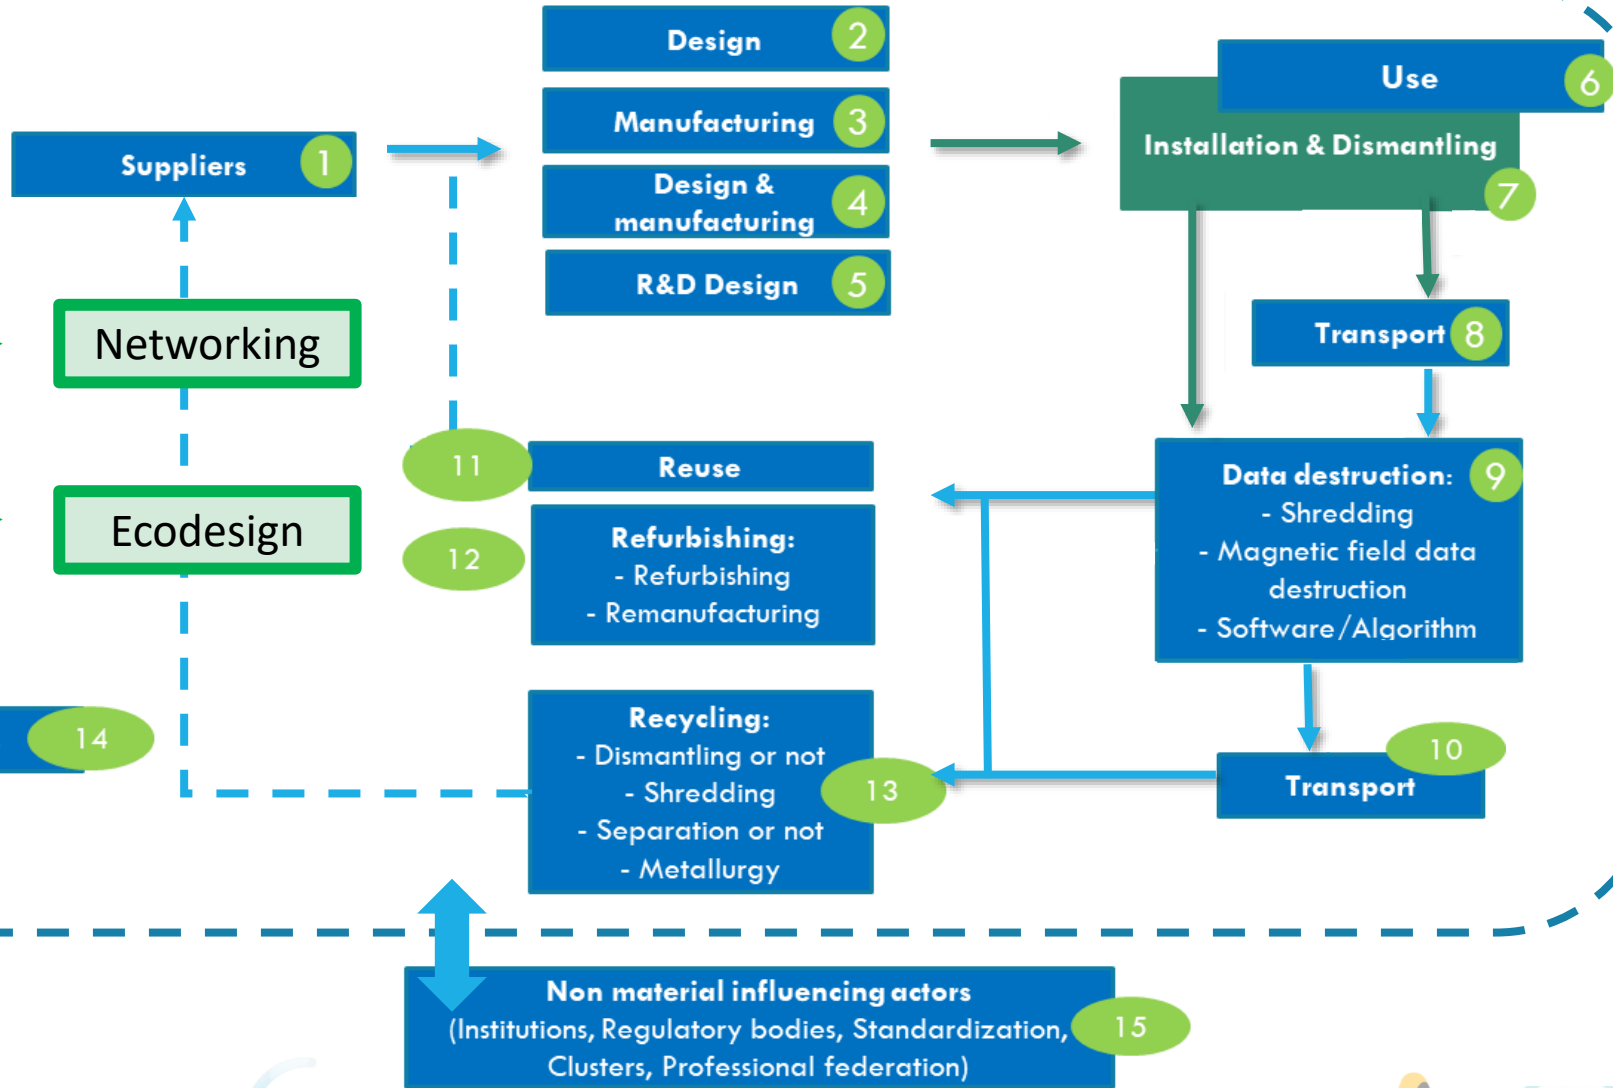 Suppliers 1
Design 2
Manufacturing 3
Design &
manufacturing 4
R&D Design 5
Use 6
Installation & Dismantling
7
Transport 8
Networking
Ecodesign
11 Reuse
12 Refurbishing:
- Refurbishing
- Remanufacturing
Data destruction: 9
- Shredding
- Magnetic field data
destruction
- Software/Algorithm
14
Recycling:
- Dismantling or not
- Shredding
- Separation or not
- Metallurgy
13
10
Transport
Non material influencing actors
(Institutions, Regulatory bodies, Standardization,
Clusters, Professional federation)
15